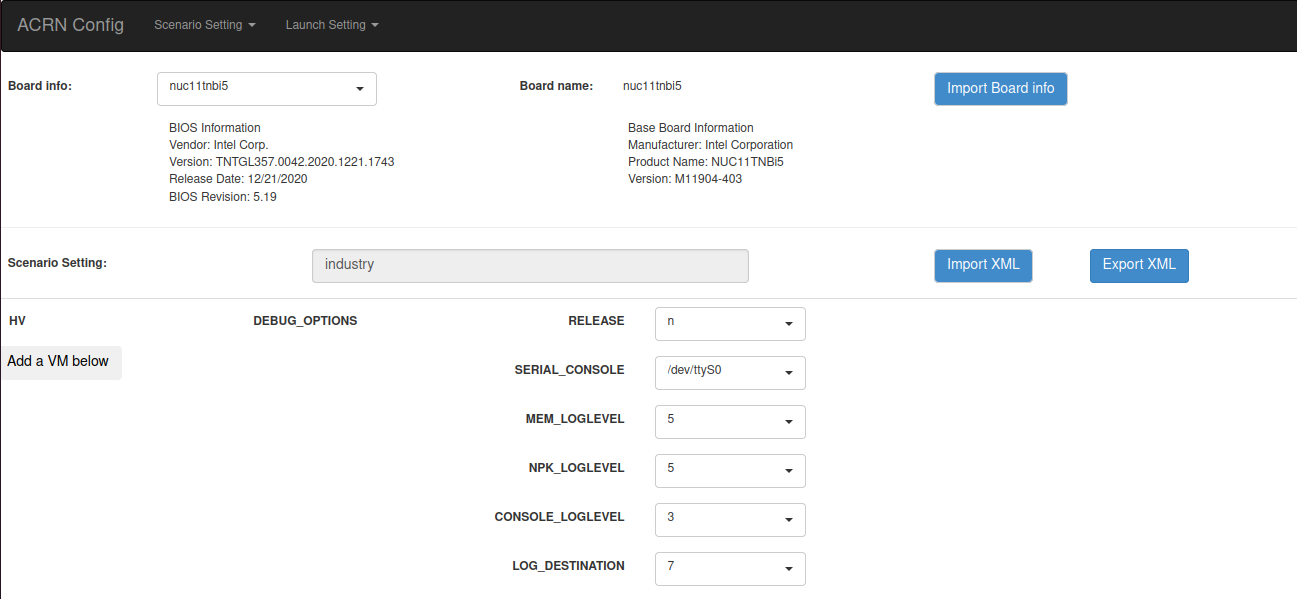 ACRN Config Scenario Setting Launch Setting
Board info: nuc11tnbi5 Board name: nuc11tnbi5 Import Board info
BIOS Information Base Board Information
Vendor: Intel Corp. Manufacturer: Intel Corporation
Version: TNTGL357.0042.2020.1221.1743 Product Name: NUC11TNBi5
Release Date: 12/21/2020 Version: M11904-403
BIOS Revision: 5.19
Scenario Setting: industry Import XML Export XML
HV DEBUG_OPTIONS RELEASE n
Add a VM below
SERIAL_CONSOLE /dev/ttyS0
MEM_LOGLEVEL 5
NPK_LOGLEVEL 5
CONSOLE_LOGLEVEL 3
LOG_DESTINATION 7